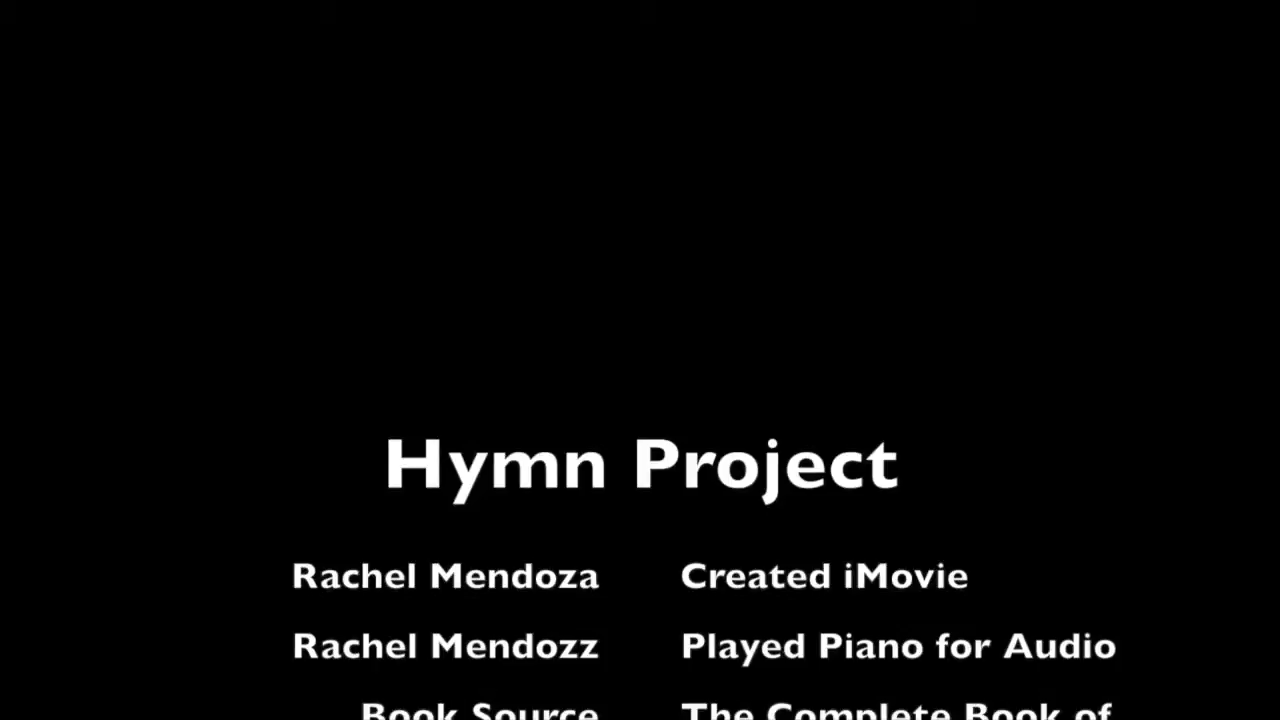 Hymn Project
Rachel Mendoza Created iMovie
Rachel Mendozz Played Piano for Audio
Book Source The Complete Book of